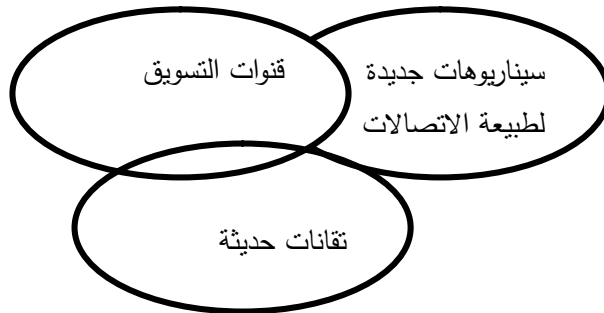 سيناريوهات جديدة
لطبيعة الاتصالات
قنوات التسويق
تقانات حديثة